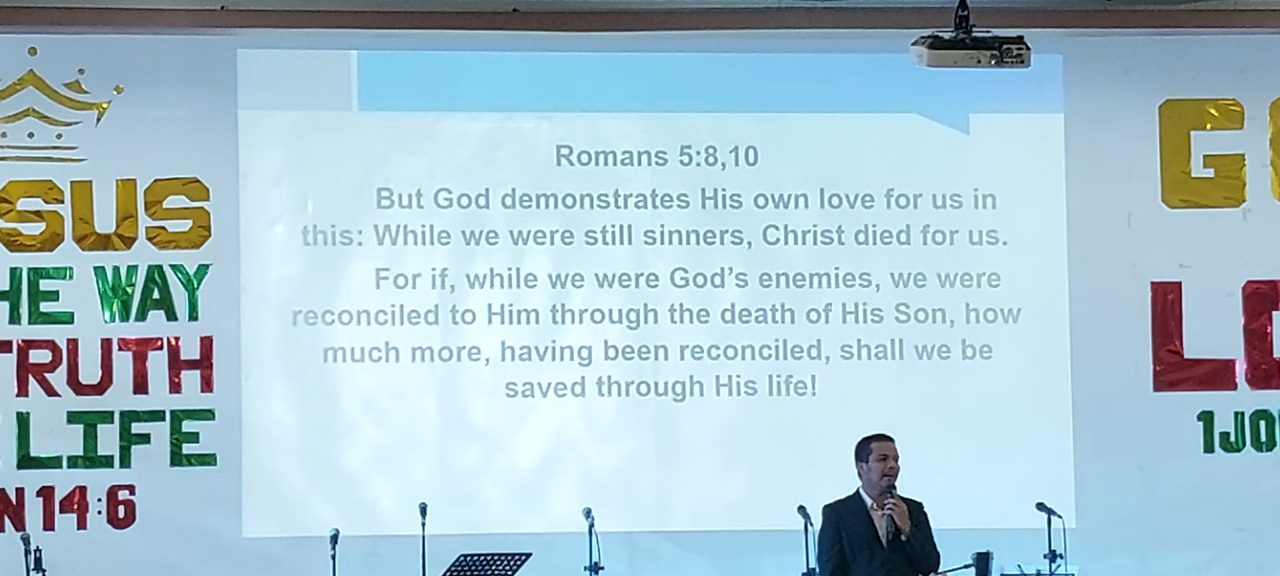 SUS
HE WAY
TRUTH
LIFE
N 14:6
Romans 5:8,10
But God demonstrates His own love for us in
this: While we were still sinners, Christ died for us.
For if, while we were God’s enemies, we were
reconciled to Him through the death of His Son, how
much more, having been reconciled, shall we be
saved through His life!
G
L
1JO